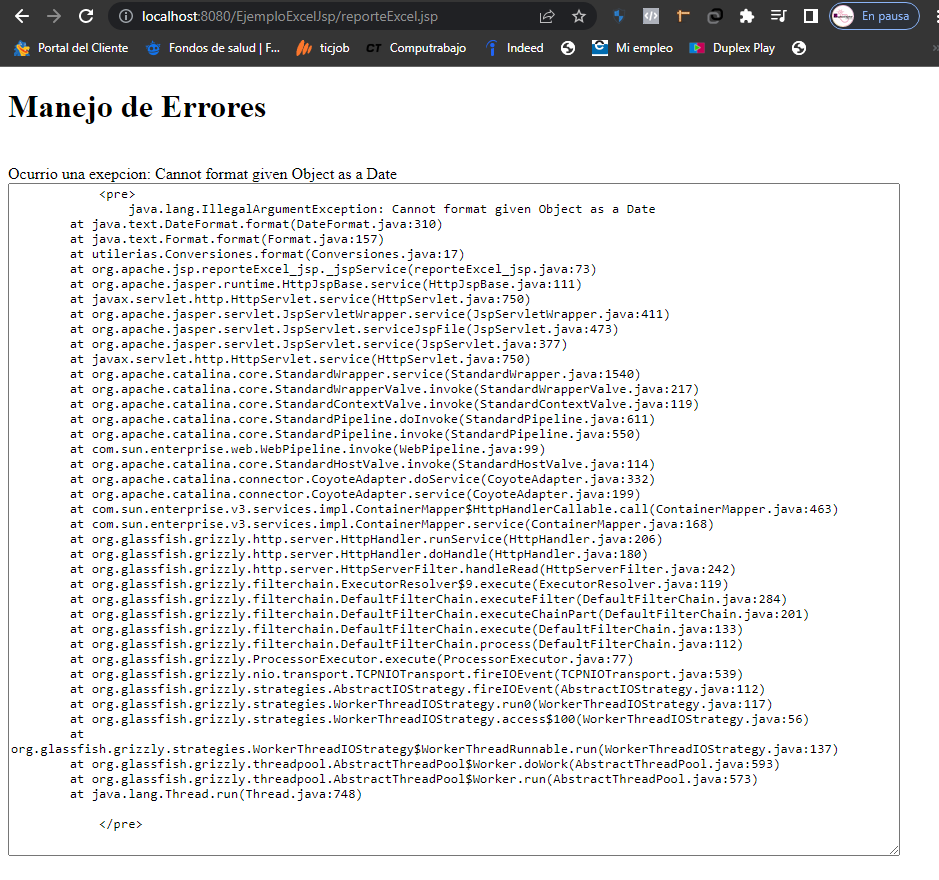 localhost:8080/EjemploExcelJsp/reporteExcel.jsp
En pausa
Portal del Cliente
Fondos de salud | F...
ticjob
CT Computrabajo
Indeed
Mi empleo
Duplex Play
»
Manejo de Errores
Ocurrio una exepcion: Cannot format given Object as a Date
<pre>
java.lang.IllegalArgumentException: Cannot format given Object as a Date
at java.text.DateFormat.format(DateFormat.java:310)
at java.text.Format.format(Format.java:157)
at utilerias.Conversiones.format(Conversiones.java:17)
at org.apache.jsp.reporteExcel_jsp._jspService(reporteExcel_jsp.java:73)
at org.apache.jasper.runtime.HttpJspBase.service(HttpJspBase.java:111)
at javax.servlet.http.HttpServlet.service(HttpServlet.java:750)
at org.apache.jasper.servlet.JspServletWrapper.service(JspServletWrapper.java:411)
at org.apache.jasper.servlet.JspServlet.serviceJspFile(JspServlet.java:473)
at org.apache.jasper.servlet.JspServlet.service(JspServlet.java:377)
at javax.servlet.http.HttpServlet.service(HttpServlet.java:750)
at org.apache.catalina.core.StandardWrapper.service(StandardWrapper.java:1540)
at org.apache.catalina.core.StandardWrapperValve.invoke(StandardWrapperValve.java:217)
at org.apache.catalina.core.StandardContextValve.invoke(StandardContextValve.java:119)
at org.apache.catalina.core.StandardPipeline.doInvoke(StandardPipeline.java:611)
at org.apache.catalina.core.StandardPipeline.invoke(StandardPipeline.java:550)
at com.sun.enterprise.web.WebPipeline.invoke(WebPipeline.java:99)
at org.apache.catalina.core.StandardHostValve.invoke(StandardHostValve.java:114)
at org.apache.catalina.connector.CoyoteAdapter.doService(CoyoteAdapter.java:332)
at org.apache.catalina.connector.CoyoteAdapter.service(CoyoteAdapter.java:199)
at com.sun.enterprise.v3.services.impl.ContainerMapper$HttpHandlerCallable.call(ContainerMapper.java:463)
at com.sun.enterprise.v3.services.impl.ContainerMapper.service(ContainerMapper.java:168)
at org.glassfish.grizzly.http.server.HttpHandler.runService(HttpHandler.java:206)
at org.glassfish.grizzly.http.server.HttpHandler.doHandle(HttpHandler.java:180)
at org.glassfish.grizzly.http.server.HttpServerFilter.handleRead(HttpServerFilter.java:242)
at org.glassfish.grizzly.filterchain.ExecutorResolver$9.execute(ExecutorResolver.java:119)
at org.glassfish.grizzly.filterchain.DefaultFilterChain.executeFilter(DefaultFilterChain.java:284)
at org.glassfish.grizzly.filterchain.DefaultFilterChain.executeChainPart(DefaultFilterChain.java:201)
at org.glassfish.grizzly.filterchain.DefaultFilterChain.execute(DefaultFilterChain.java:133)
at org.glassfish.grizzly.filterchain.DefaultFilterChain.process(DefaultFilterChain.java:112)
at org.glassfish.grizzly.ProcessorExecutor.execute(ProcessorExecutor.java:77)
at org.glassfish.grizzly.nio.transport.TCPNIOTransport.fireIOEvent(TCPNIOTransport.java:539)
at org.glassfish.grizzly.strategies.AbstractIOStrategy.fireIOEvent(AbstractIOStrategy.java:112)
at org.glassfish.grizzly.strategies.WorkerThreadIOStrategy.run0(WorkerThreadIOStrategy.java:117)
at org.glassfish.grizzly.strategies.WorkerThreadIOStrategy.access$100(WorkerThreadIOStrategy.java:56)
at
org.glassfish.grizzly.strategies.WorkerThreadIOStrategy$WorkerThreadRunnable.run(WorkerThreadIOStrategy.java:137)
at org.glassfish.grizzly.threadpool.AbstractThreadPool$Worker.doWork(AbstractThreadPool.java:593)
at org.glassfish.grizzly.threadpool.AbstractThreadPool$Worker.run(AbstractThreadPool.java:573)
at java.lang.Thread.run(Thread.java:748)
</pre>